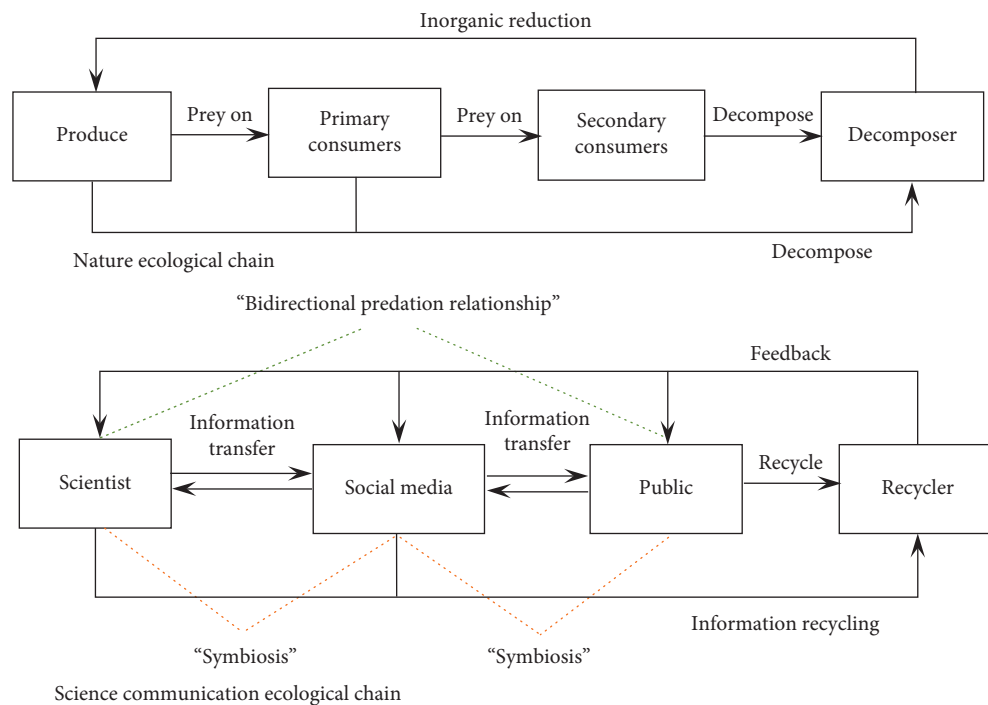 Inorganic reduction
Produce
Prey on
Primary
consumers
Prey on
Secondary
consumers
Decompose
Decomposer
Decompose
Nature ecological chain
“Bidirectional predation relationship”
Feedback
Scientist
Information
transfer
Social media
Information
transfer
Public
Recycle
Recycler
Information recycling
“Symbiosis”
“Symbiosis”
Science communication ecological chain